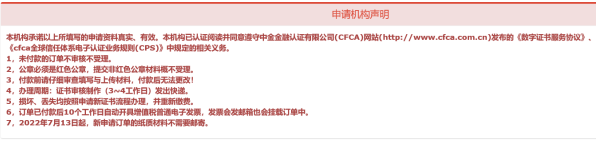 申请机构声明
本机构承诺以上所填写的申请资料真实、有效。本机构已认证阅读并同意遵守中金金融认证有限公司(CFCA)网站(http://www.cfca.com.cn)发布的《数字证书服务协议》、
《cfca全球信任体系电子认证业务规则(CPS)》中规定的相关义务。
1，未付款的订单不审核不受理。
2，公章必须是红色公章，提交非红色公章材料概不受理。
3，付款前请仔细审查填写与上传材料，付款后无法更改！
4，办理周期：证书审核制作（3~4工作日）发出快递。
5，损坏、丢失均按照申请新证书流程办理，并重新缴费。
6，订单已付款后10个工作日自动开具增值税普通电子发票，发票会发邮箱也会挂载订单中。
7，2022年7月13日起，新申请订单的纸质材料不需要邮寄。